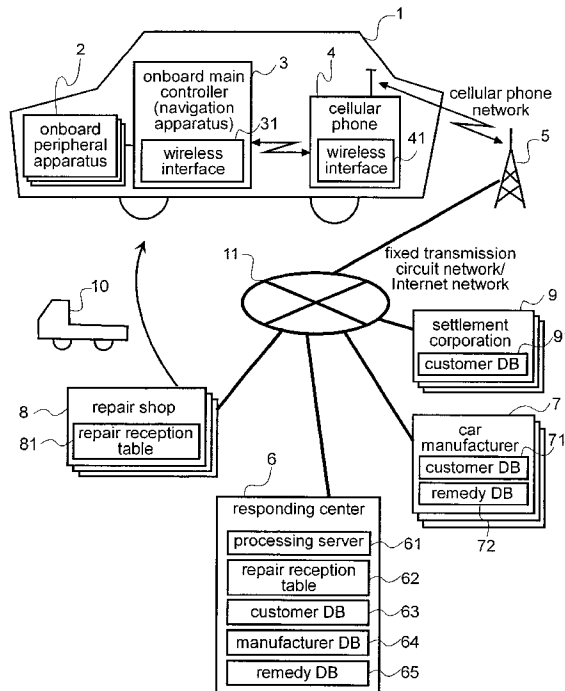 1
2
3
4
onboard main
controller
(navigation
apparatus)
31
wireless
interface
onboard
peripheral
apparatus
cellular
phone
41
wireless
interface
cellular phone
network
5
11
fixed transmission
circuit network/
Internet network
10
9
settlement
corporation
9
customer DB
8
repair shop
81
repair reception
table
7
car
manufacturer
71
customer DB
remedy DB
72
6
responding center
processing server
61
repair reception
table
62
customer DB
63
manufacturer DB
64
remedy DB
65